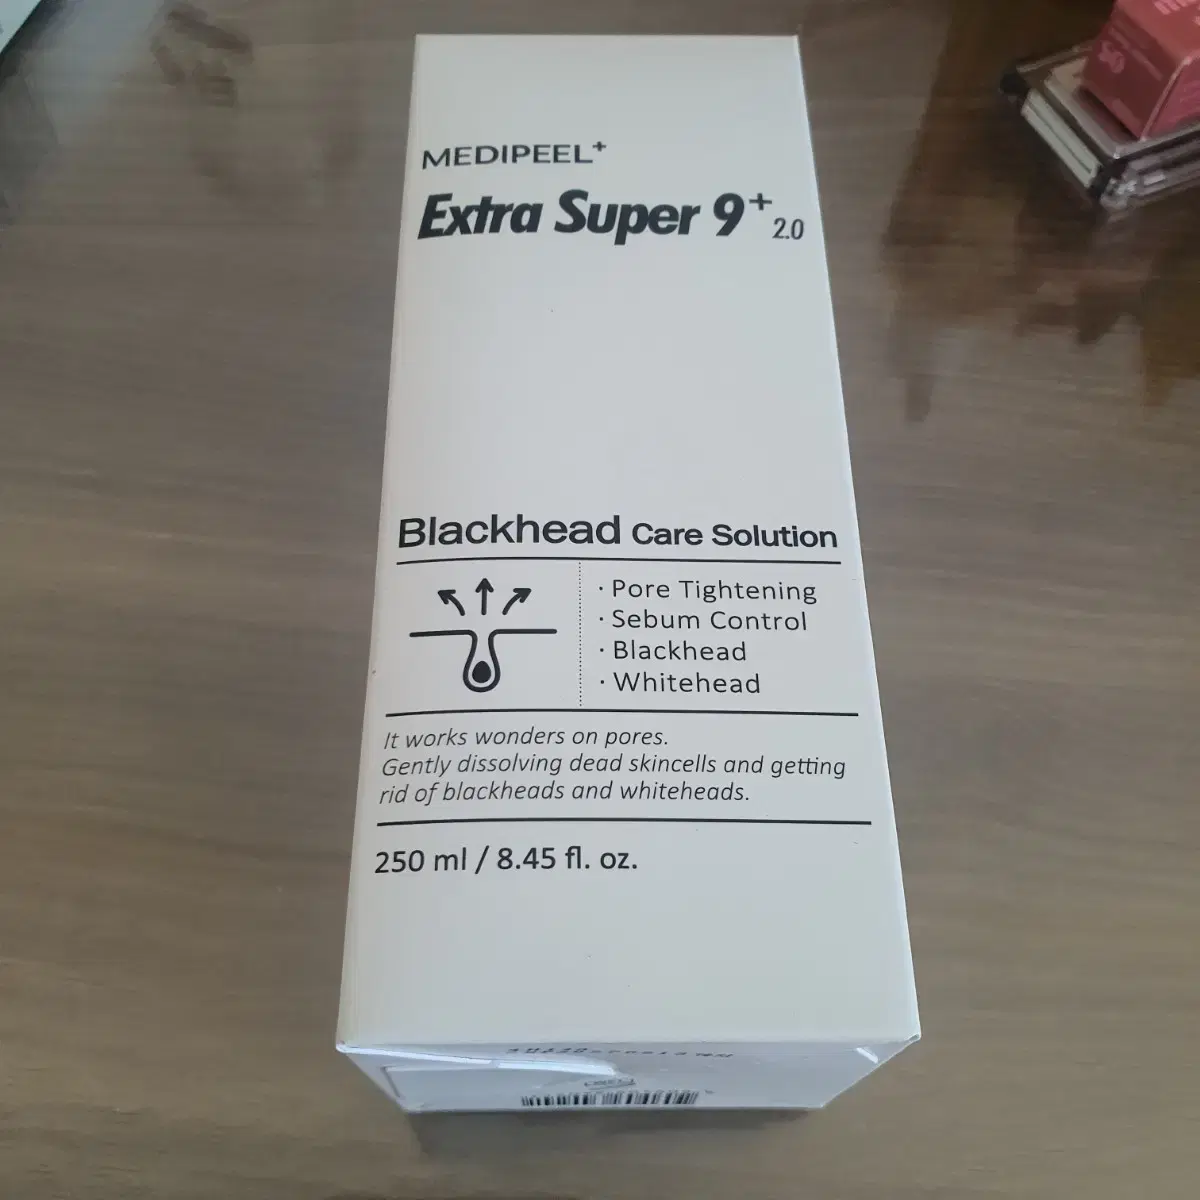 MEDIPEEL+
Extra Super 9+ 2.0
Blackhead Care Solution
· Pore Tightening
· Sebum Control
· Blackhead
· Whitehead
It works wonders on pores.
Gently dissolving dead skincells and getting
rid of blackheads and whiteheads.
250 ml / 8.45 fl. oz.